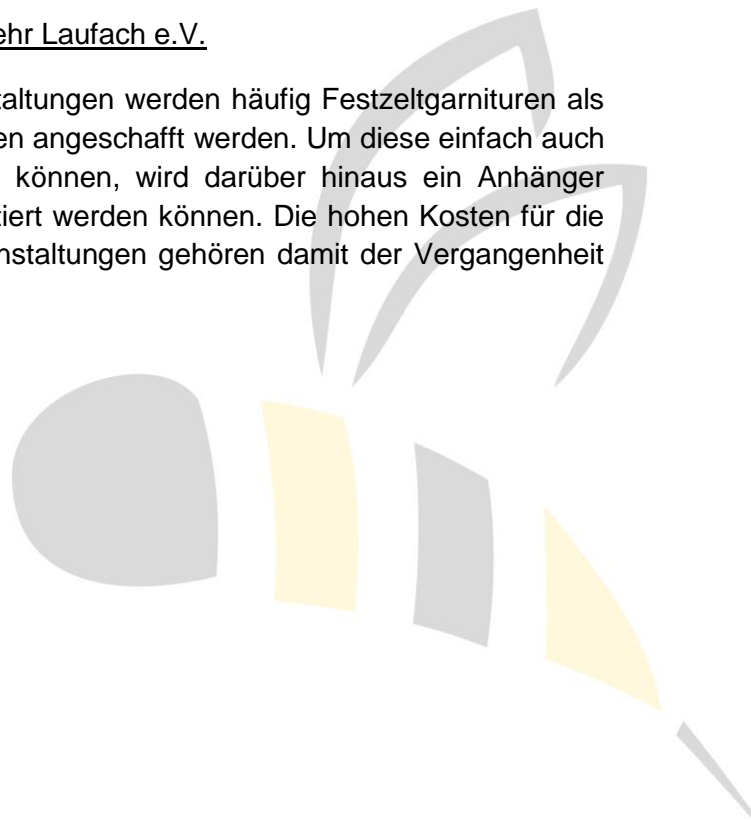 ehr Laufach e.V.
taltungen werden häufig Festzeltgarnituren als
en angeschafft werden. Um diese einfach auch
können, wird darüber hinaus ein Anhänger
tiert werden können. Die hohen Kosten für die
nstaltungen gehören damit der Vergangenheit